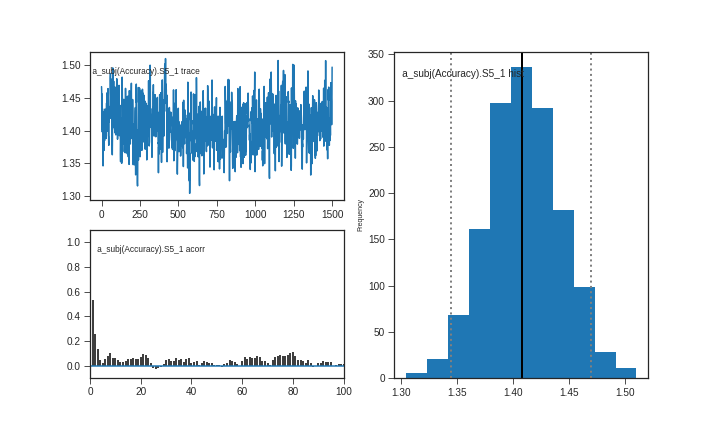 a_subj(Accuracy).S5_1 trace
1.50
1.45
1.40
1.35
1.30
0 250 500 750 1000 1250 1500
a_subj(Accuracy).S5_1 acorr
1.0
0.8
0.6
0.4
0.2
0.0
0 20 40 60 80 100
a_subj(Accuracy).S5_1 hist
Frequency
350
300
250
200
150
100
50
0
1.30 1.35 1.40 1.45 1.50